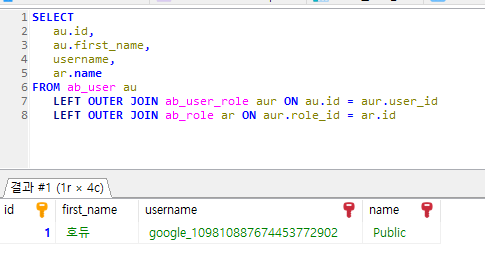 1 SELECT
2 au.id,
3 au.first_name,
4 username,
5 ar.name
6 FROM ab_user au
7 LEFT OUTER JOIN ab_user_role aur ON au.id = aur.user_id
8 LEFT OUTER JOIN ab_role ar ON aur.role_id = ar.id
결과 #1 (1r × 4c)
id first_name username name
1 호듀 google_109810887674453772902 Public